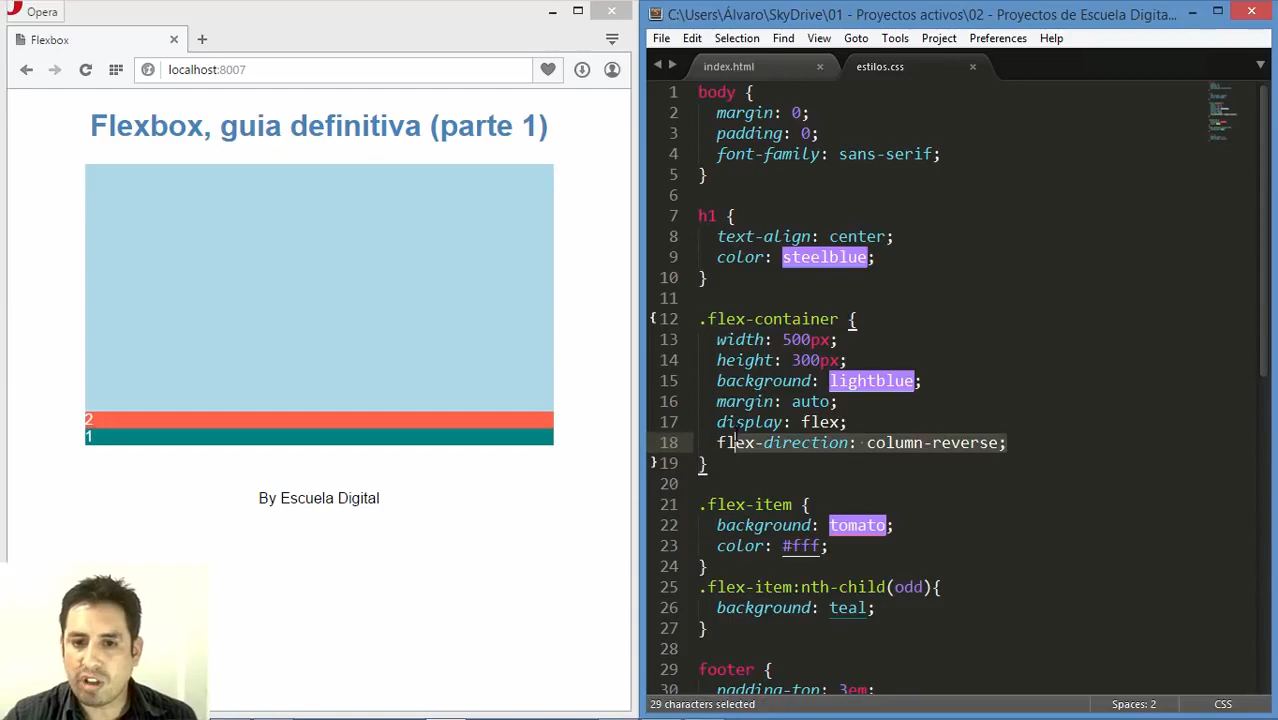 Opera
Flexbox
localhost:8007
Flexbox, guia definitiva (parte 1)
2
1
By Escuela Digital
C:\Users\Álvaro\SkyDrive\01 - Proyectos activos\02 - Proyectos de Escuela Digita...
File Edit Selection Find View Goto Tools Project Preferences Help
index.html estilos.css
1 body {
2 margin: 0;
3 padding: 0;
4 font-family: sans-serif;
5 }
6
7 h1 {
8 text-align: center;
9 color: steelblue;
10 }
11
12 .flex-container {
13 width: 500px;
14 height: 300px;
15 background: lightblue;
16 margin: auto;
17 display: flex;
18 flex-direction: column-reverse;
19 }
20
21 .flex-item {
22 background: tomato;
23 color: #fff;
24 }
25 .flex-item:nth-child(odd){
26 background: teal;
27 }
28
29 footer {
30 padding-top: 3em;
29 characters selected Spaces: 2 CSS